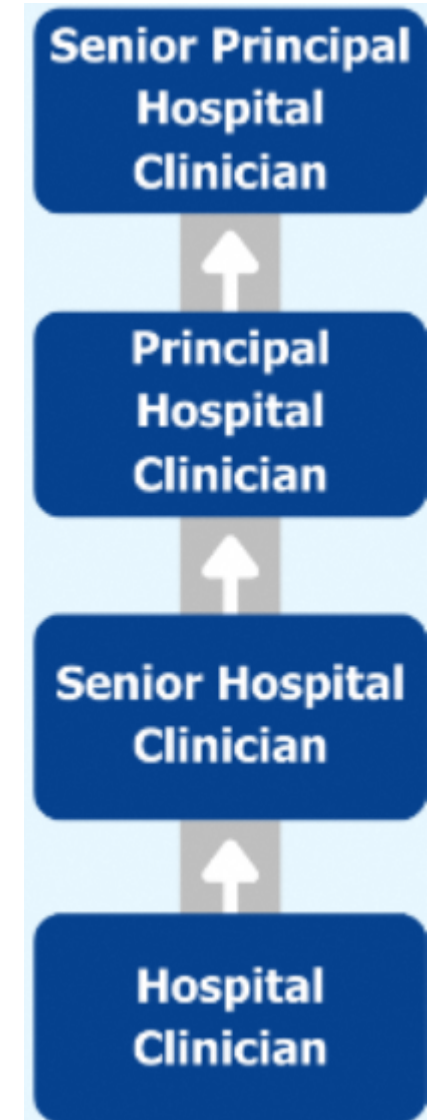 Senior Principal
Hospital
Clinician
Principal
Hospital
Clinician
Senior Hospital
Clinician
Hospital
Clinician